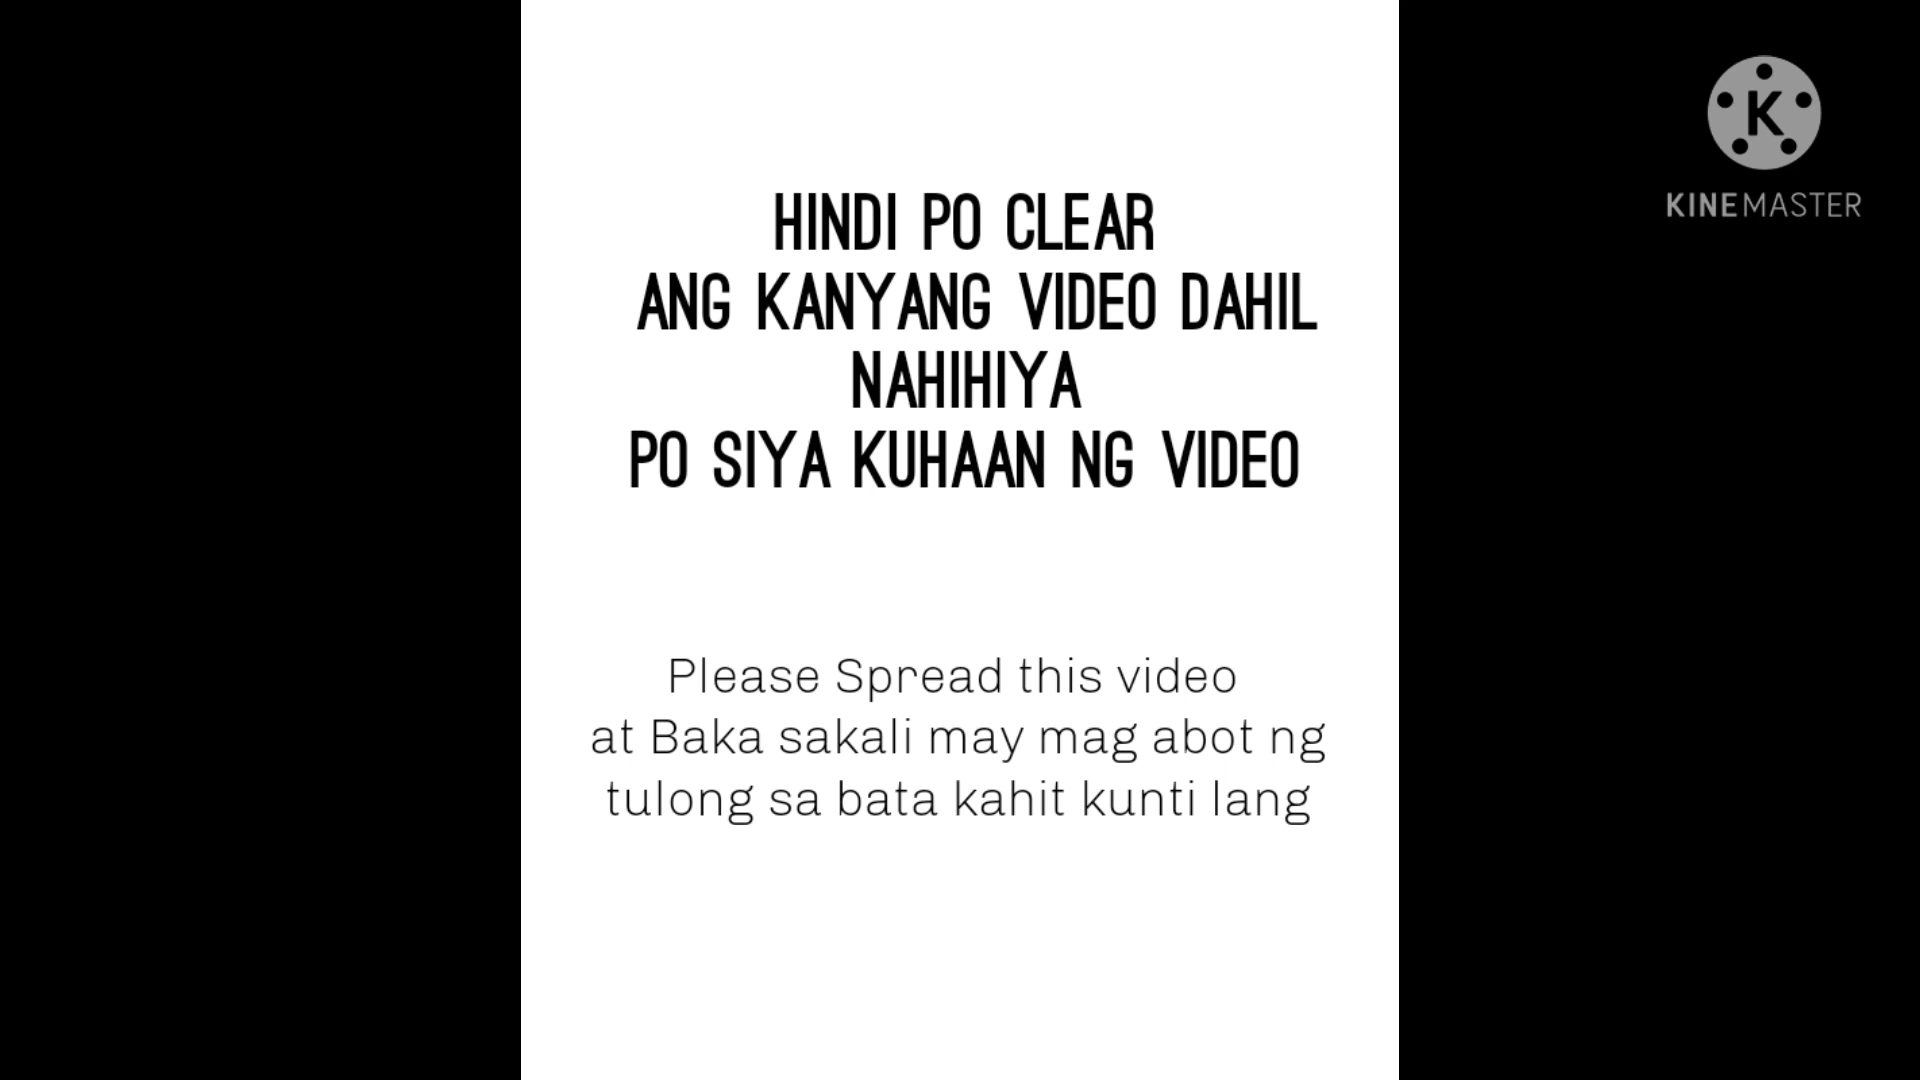 HINDI PO CLEAR
ANG KANYANG VIDEO DAHIL
NAHIHIYA
PO SIYA KUHAAN NG VIDEO
Please Spread this video
at Baka sakali may mag abot ng
tulong sa bata kahit kunti lang
K
KINEMASTER